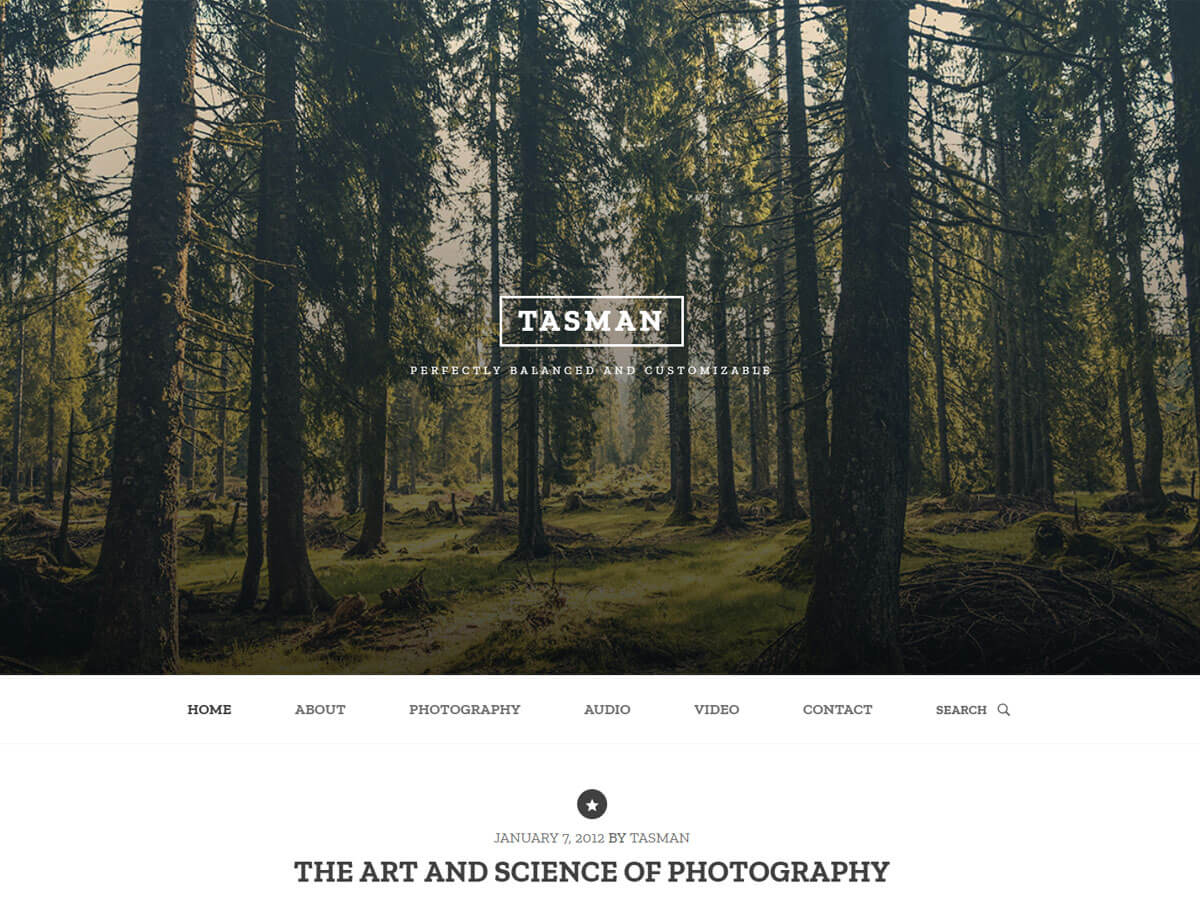 TASMAN
PERFECTLY BALANCED AND CUSTOMIZABLE
HOME ABOUT PHOTOGRAPHY AUDIO VIDEO CONTACT SEARCH
JANUARY 7, 2012 BY TASMAN
THE ART AND SCIENCE OF PHOTOGRAPHY